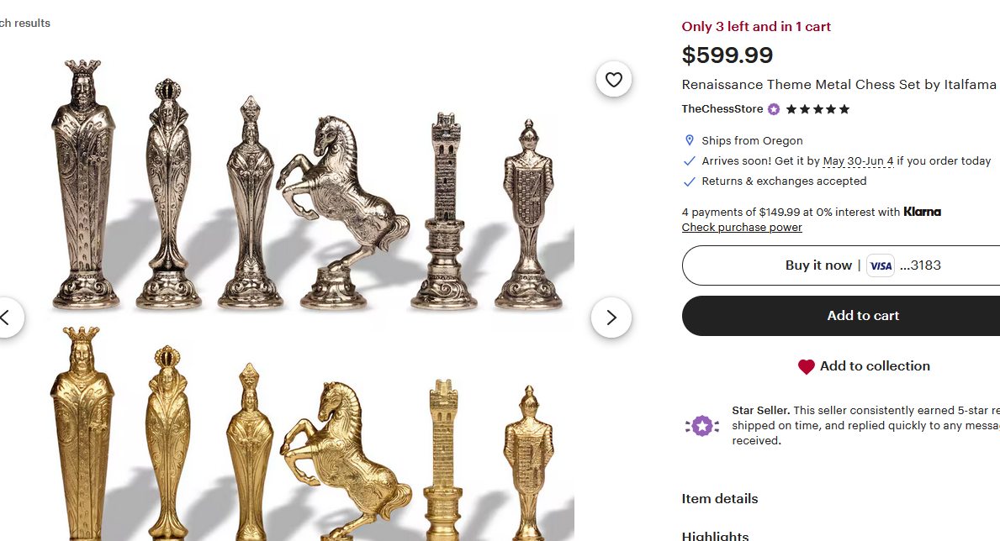 ch results
Only 3 left and in 1 cart
$599.99
Renaissance Theme Metal Chess Set by Italfama
TheChessStore
Ships from Oregon
Arrives soon! Get it by May 30-Jun 4 if you order today
Returns & exchanges accepted
4 payments of $149.99 at 0% interest with Klarna
Check purchase power
Buy it now | VISA ...3183
Add to cart
Add to collection
Star Seller. This seller consistently earned 5-star re
shipped on time, and replied quickly to any messa
received.
Item details
Highlights